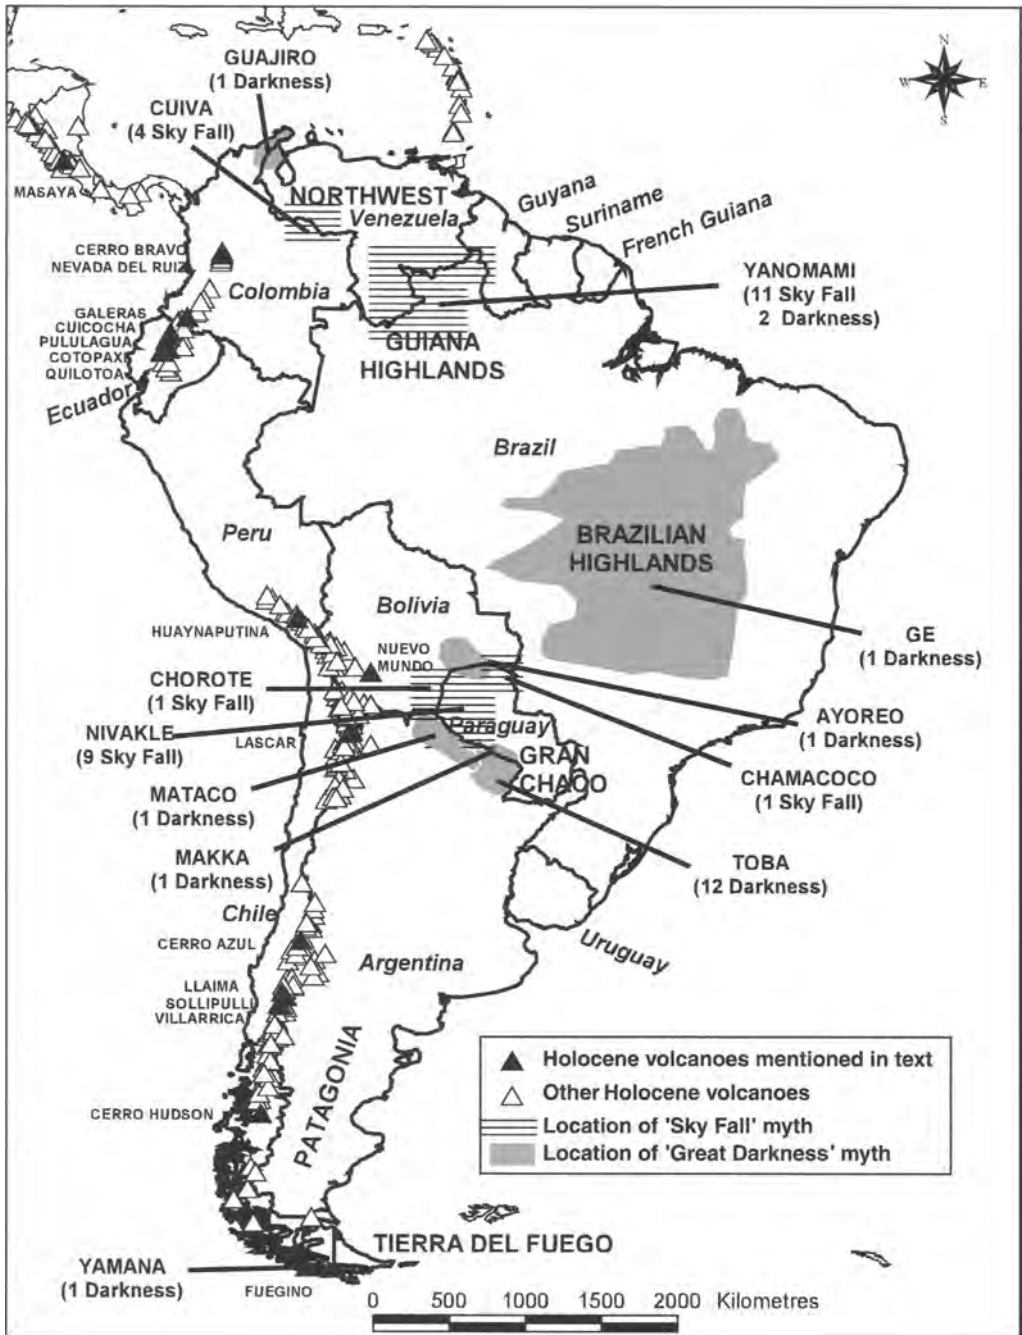 N
W
E
S
GUAJIRO
(1 Darkness)
CUIVA
(4 Sky Fall)
MASAYA
NORTHWEST
Venezuela
Guyana
Suriname
French Guiana
CERRO BRAVO
NEVADA DEL RUIZ
Colombia
YANOMAMI
(11 Sky Fall
2 Darkness)
GALERAS
CUICOCHA
PULULAGUA
COTOPAXI
QUILOTOA
Ecuador
GUIANA
HIGHLANDS
Brazil
Peru
BRAZILIAN
HIGHLANDS
Bolivia
HUAYNAPUTINA
NUEVO
MUNDO
GE
(1 Darkness)
CHOROTE
(1 Sky Fall)
NIVAKLE
(9 Sky Fall)
LASCAR
Paraguay
GRAN
CHACO
AYOREO
(1 Darkness)
MATACO
(1 Darkness)
CHAMACOCO
(1 Sky Fall)
MAKKA
(1 Darkness)
TOBA
(12 Darkness)
Chile
CERRO AZUL
Argentina
Uruguay
LLAIMA
SOLLIPULLI
VILLARRICA
PATAGONIA
CERRO HUDSON
Holocene volcanoes mentioned in text
Other Holocene volcanoes
Location of 'Sky Fall' myth
Location of 'Great Darkness' myth
TIERRA DEL FUEGO
YAMANA
(1 Darkness)
FUEGINO
0 500 1000 1500 2000 Kilometres